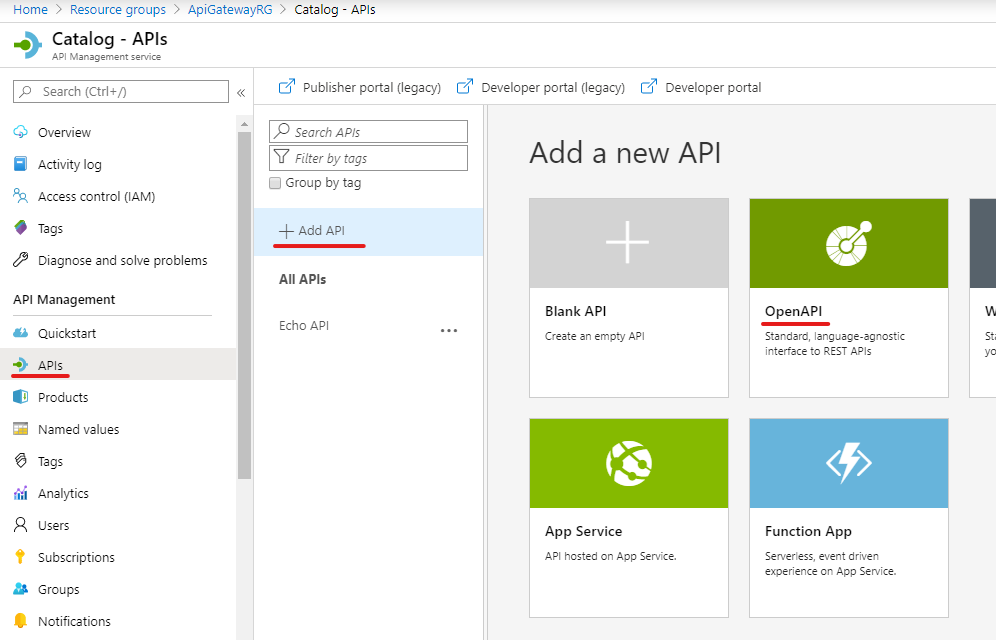 Home > Resource groups > ApiGatewayRG > Catalog - APIs
Catalog - APIs
API Management service
Search (Ctrl+/)
«
Overview
Activity log
Access control (IAM)
Tags
Diagnose and solve problems
API Management
Quickstart
APIs
Products
Named values
Tags
Analytics
Users
Subscriptions
Groups
Notifications
Publisher portal (legacy)
Developer portal (legacy)
Developer portal
Search APIs
Filter by tags
Group by tag
+ Add API
All APIs
Echo API
...
Add a new API
Blank API
Create an empty API
OpenAPI
Standard, language-agnostic
interface to REST APIs
App Service
API hosted on App Service.
Function App
Serverless, event driven
experience on App Service.